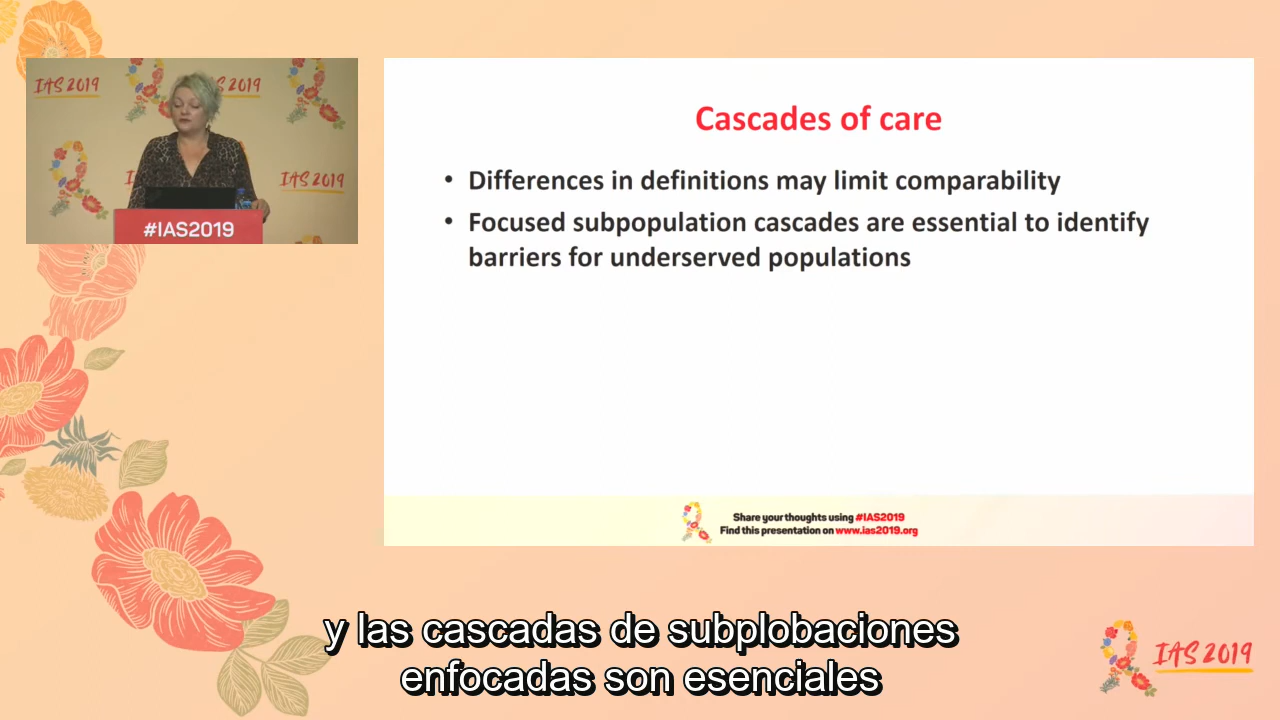 IAS 2019
S 2019
IAS 2019
#IAS2019
Cascades of care
• Differences in definitions may limit comparability
• Focused subpopulation cascades are essential to identify
barriers for underserved populations
Share your thoughts using #IAS2019
Find this presentation on www.ias2019.org
y las cascadas de subplobaciones
enfocadas son esenciales
IAS 2019